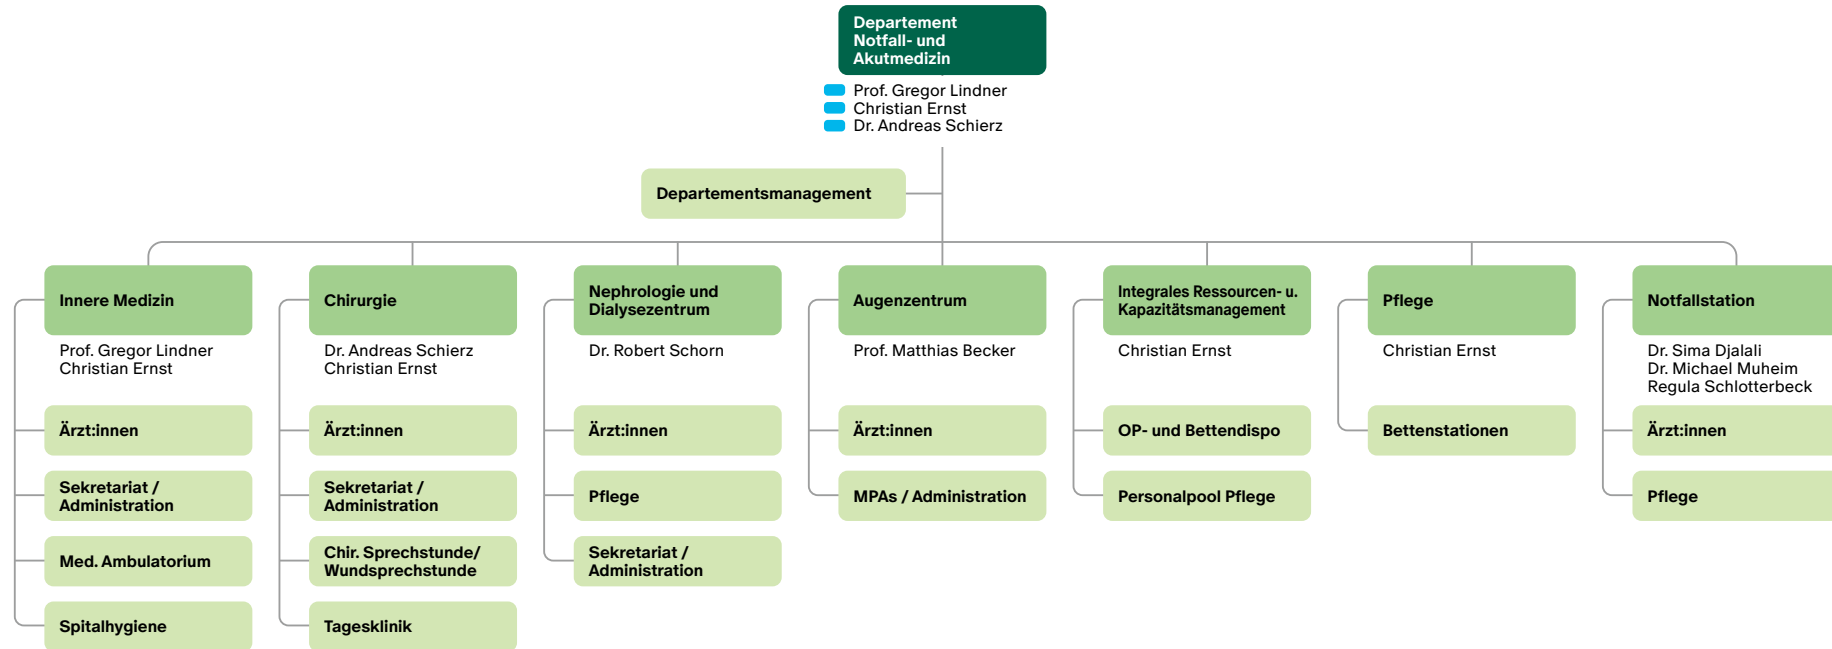 Departement
Notfall- und
Akutmedizin
Prof. Gregor Lindner
Christian Ernst
Dr. Andreas Schierz
Departementsmanagement
Innere Medizin
Prof. Gregor Lindner
Christian Ernst
Ärzt:innen
Sekretariat /
Administration
Med. Ambulatorium
Spitalhygiene
Chirurgie
Dr. Andreas Schierz
Christian Ernst
Ärzt:innen
Sekretariat /
Administration
Chir. Sprechstunde/
Wundsprechstunde
Tagesklinik
Nephrologie und
Dialysezentrum
Dr. Robert Schorn
Ärzt:innen
Pflege
Sekretariat /
Administration
Augenzentrum
Prof. Matthias Becker
Ärzt:innen
MPAs / Administration
Integrales Ressourcen- u.
Kapazitätsmanagement
Christian Ernst
OP- und Bettendispo
Personalpool Pflege
Pflege
Christian Ernst
Bettenstationen
Notfallstation
Dr. Sima Djalali
Dr. Michael Muheim
Regula Schlotterbeck
Ärzt:innen
Pflege